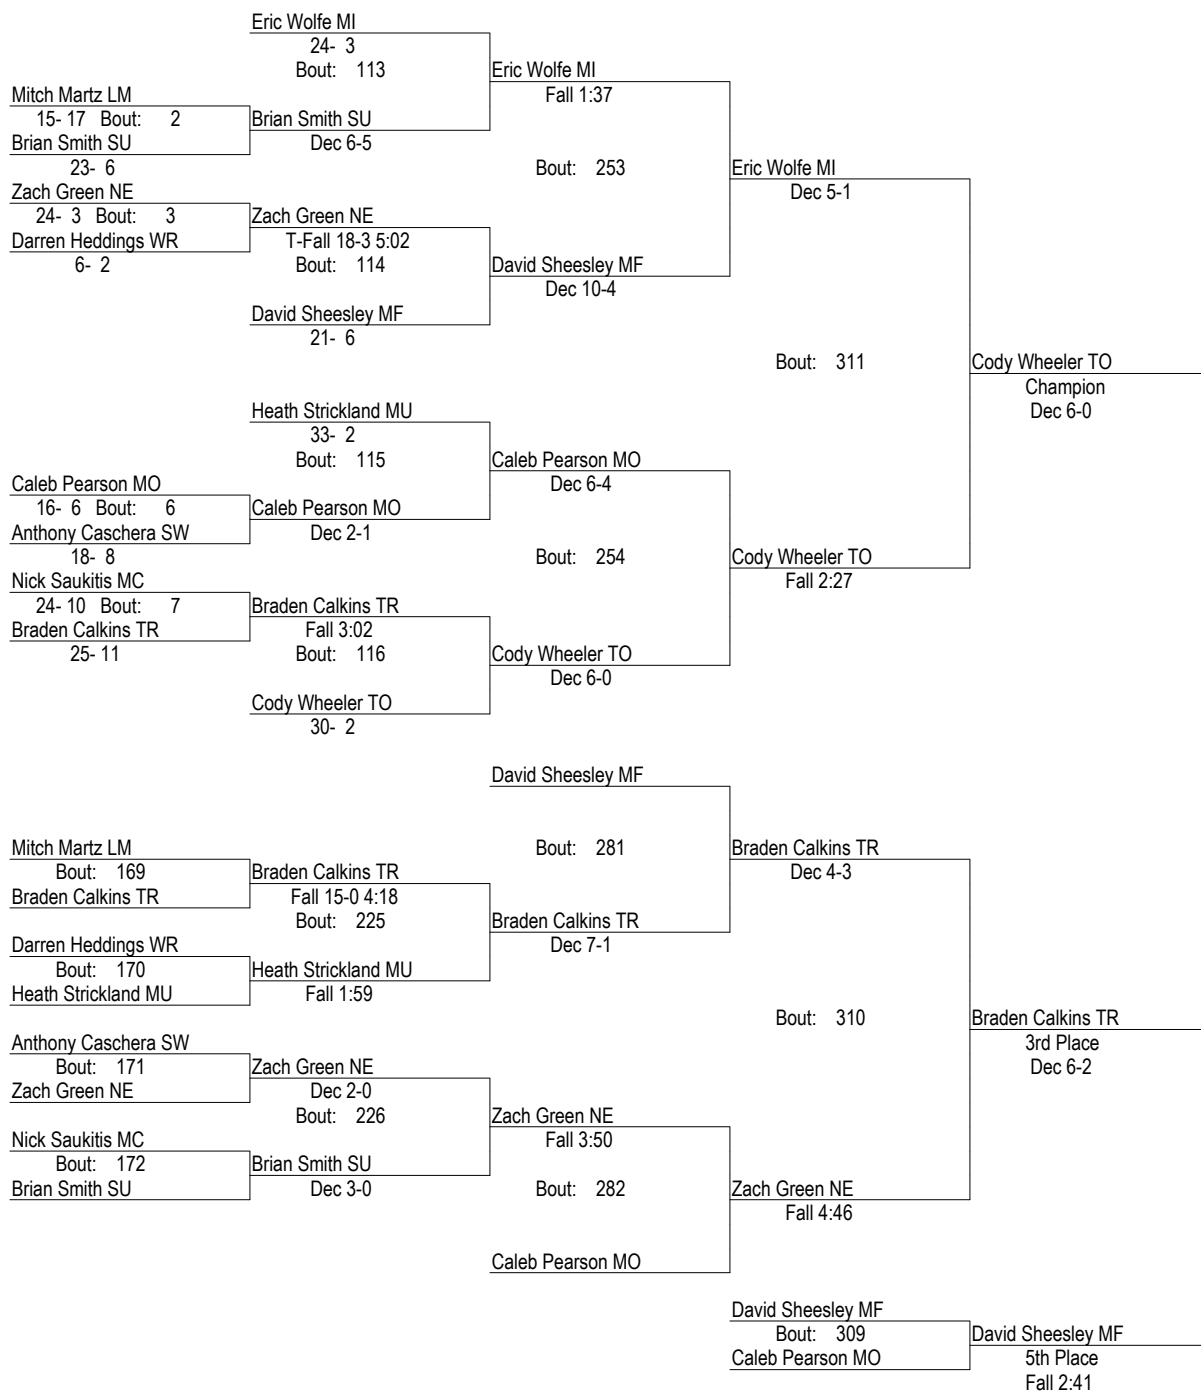 Eric Wolfe MI
24- 3
Bout: 113
Eric Wolfe MI
Fall 1:37
Mitch Martz LM
15- 17 Bout: 2
Brian Smith SU
Dec 6-5
Brian Smith SU
23- 6
Bout: 253
Eric Wolfe MI
Dec 5-1
Zach Green NE
24- 3 Bout: 3
Zach Green NE
T-Fall 18-3 5:02
Darren Heddings WR
6- 2
Bout: 114
David Sheesley MF
Dec 10-4
David Sheesley MF
21- 6
Bout: 311
Cody Wheeler TO
Champion
Dec 6-0
Heath Strickland MU
33- 2
Bout: 115
Caleb Pearson MO
Dec 6-4
Caleb Pearson MO
16- 6 Bout: 6
Caleb Pearson MO
Dec 2-1
Anthony Caschera SW
18- 8
Bout: 254
Cody Wheeler TO
Fall 2:27
Nick Saukitis MC
24- 10 Bout: 7
Braden Calkins TR
Fall 3:02
Braden Calkins TR
25- 11
Bout: 116
Cody Wheeler TO
Dec 6-0
Cody Wheeler TO
30- 2
David Sheesley MF
Bout: 281
Braden Calkins TR
Dec 4-3
Mitch Martz LM
Bout: 169
Braden Calkins TR
Fall 15-0 4:18
Braden Calkins TR
Bout: 225
Braden Calkins TR
Dec 7-1
Darren Heddings WR
Bout: 170
Heath Strickland MU
Fall 1:59
Heath Strickland MU
Bout: 310
Braden Calkins TR
3rd Place
Dec 6-2
Anthony Caschera SW
Bout: 171
Zach Green NE
Dec 2-0
Zach Green NE
Bout: 226
Zach Green NE
Fall 3:50
Nick Saukitis MC
Bout: 172
Brian Smith SU
Dec 3-0
Brian Smith SU
Bout: 282
Zach Green NE
Fall 4:46
Caleb Pearson MO
David Sheesley MF
Bout: 309
Caleb Pearson MO
David Sheesley MF
5th Place
Fall 2:41